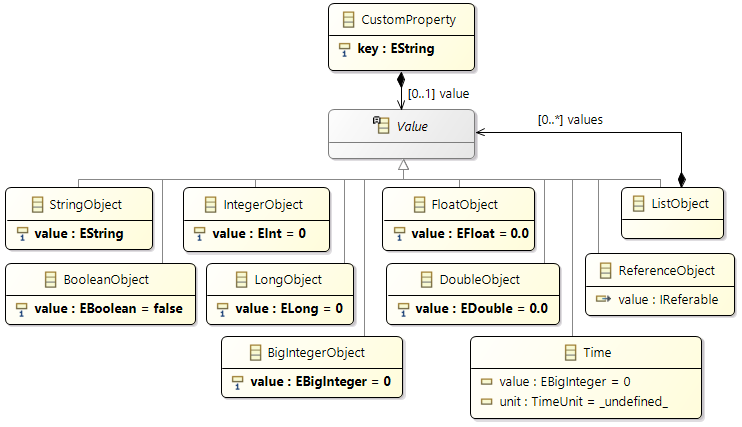 CustomProperty
key : EString
[0..1] value
Value
[0..*] values
StringObject
value : EString
IntegerObject
value : EInt = 0
FloatObject
value : EFloat = 0.0
ListObject
BooleanObject
value : EBoolean = false
LongObject
value : ELong = 0
DoubleObject
value : EDouble = 0.0
ReferenceObject
value : IReferable
BigIntegerObject
value : EBigInteger = 0
Time
value : EBigInteger = 0
unit : TimeUnit = _undefined_